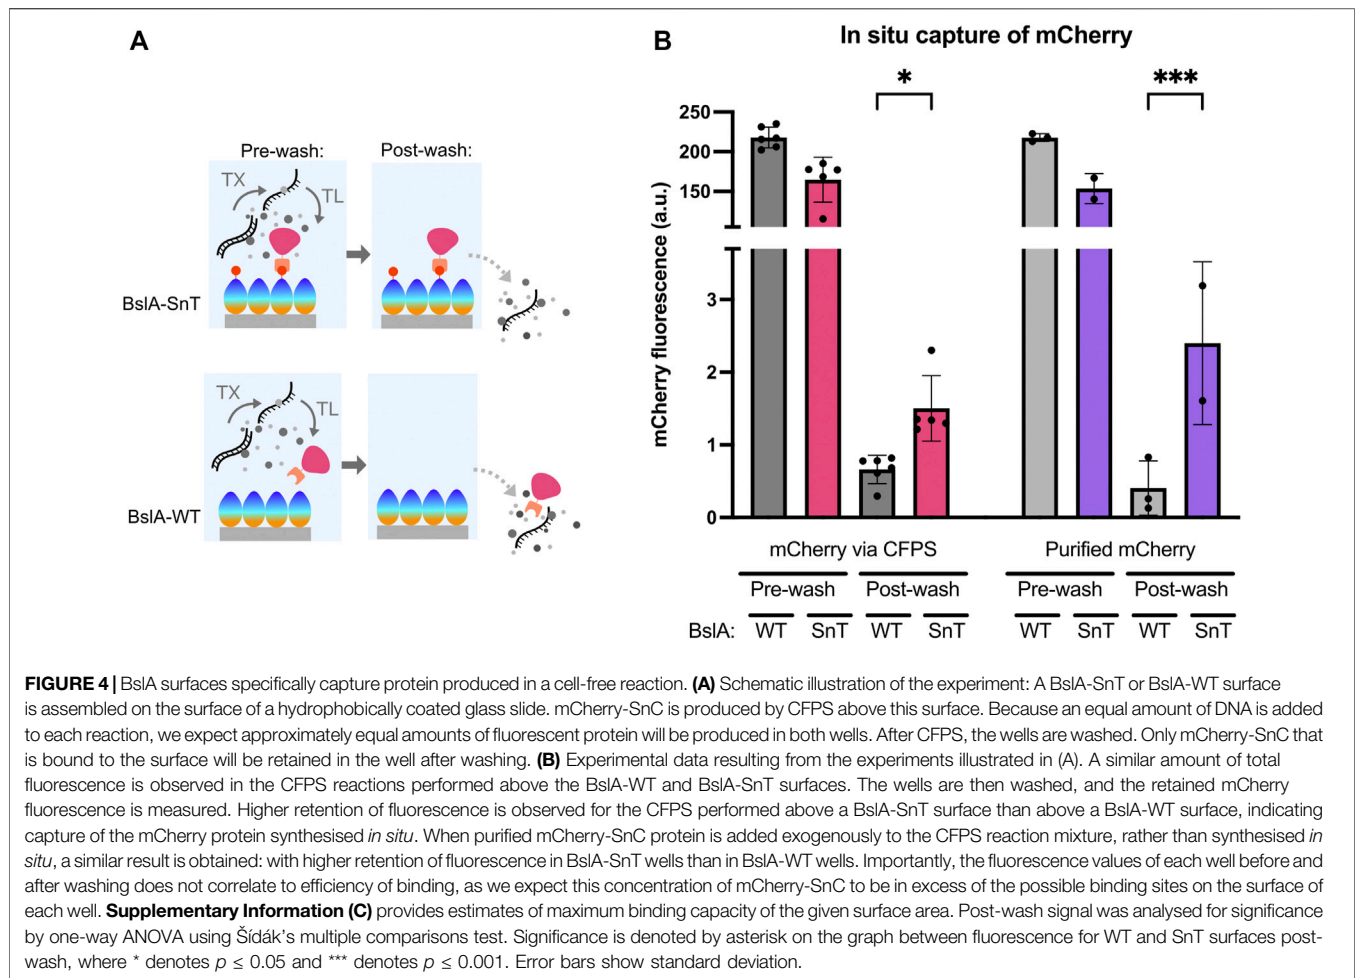 A
Pre-wash:
Post-wash:
TX
TL
BslA-SnT
TX
TL
BslA-WT
B
In situ capture of mCherry
*
***
mCherry fluorescence (a.u.)
250
200
150
3
2
1
0
mCherry via CFPS
Purified mCherry
Pre-wash
Post-wash
Pre-wash
Post-wash
BslA:
WT
SnT
WT
SnT
WT
SnT
WT
SnT
FIGURE 4 | BslA surfaces specifically capture protein produced in a cell-free reaction. (A) Schematic illustration of the experiment: A BslA-SnT or BslA-WT surface
is assembled on the surface of a hydrophobically coated glass slide. mCherry-SnC is produced by CFPS above this surface. Because an equal amount of DNA is added
to each reaction, we expect approximately equal amounts of fluorescent protein will be produced in both wells. After CFPS, the wells are washed. Only mCherry-SnC that
is bound to the surface will be retained in the well after washing. (B) Experimental data resulting from the experiments illustrated in (A). A similar amount of total
fluorescence is observed in the CFPS reactions performed above the BslA-WT and BslA-SnT surfaces. The wells are then washed, and the retained mCherry
fluorescence is measured. Higher retention of fluorescence is observed for the CFPS performed above a BslA-SnT surface than above a BslA-WT surface, indicating
capture of the mCherry protein synthesised in situ. When purified mCherry-SnC protein is added exogenously to the CFPS reaction mixture, rather than synthesised in
situ, a similar result is obtained: with higher retention of fluorescence in BslA-SnT wells than in BslA-WT wells. Importantly, the fluorescence values of each well before and
after washing does not correlate to efficiency of binding, as we expect this concentration of mCherry-SnC to be in excess of the possible binding sites on the surface of
each well. Supplementary Information (C) provides estimates of maximum binding capacity of the given surface area. Post-wash signal was analysed for significance
by one-way ANOVA using Šídák's multiple comparisons test. Significance is denoted by asterisk on the graph between fluorescence for WT and SnT surfaces post-
wash, where * denotes p ≤ 0.05 and *** denotes p ≤ 0.001. Error bars show standard deviation.